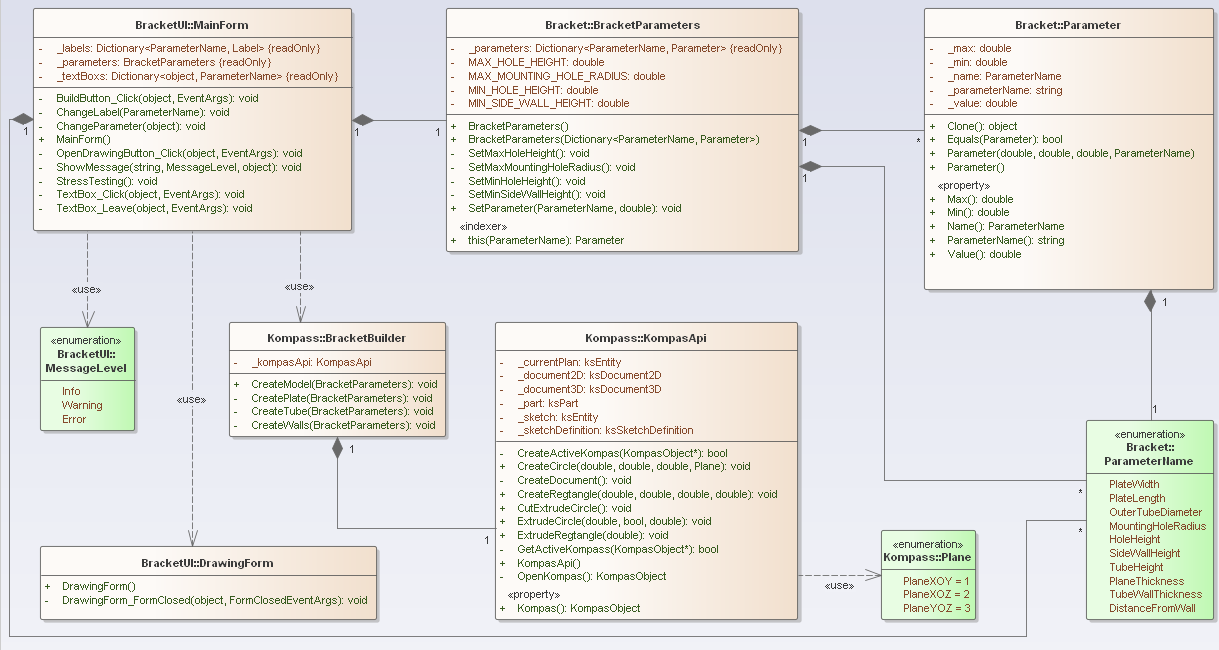 BracketUI::MainForm
- _labels: Dictionary<ParameterName, Label> {readOnly}
- _parameters: BracketParameters {readOnly}
- _textBoxs: Dictionary<object, ParameterName> {readOnly}
- BuildButton_Click(object, EventArgs): void
- ChangeLabel(ParameterName): void
- ChangeParameter(object): void
+ MainForm()
- OpenDrawingButton_Click(object, EventArgs): void
- ShowMessage(string, MessageLevel, object): void
- StressTesting(): void
- TextBox_Click(object, EventArgs): void
- TextBox_Leave(object, EventArgs): void
1
1
1
Bracket::BracketParameters
- _parameters: Dictionary<ParameterName, Parameter> {readOnly}
- MAX_HOLE_HEIGHT: double
- MAX_MOUNTING_HOLE_RADIUS: double
- MIN_HOLE_HEIGHT: double
- MIN_SIDE_WALL_HEIGHT: double
+ BracketParameters()
+ BracketParameters(Dictionary<ParameterName, Parameter>)
- SetMaxHoleHeight(): void
- SetMaxMountingHoleRadius(): void
- SetMinHoleHeight(): void
- SetMinSideWallHeight(): void
+ SetParameter(ParameterName, double): void
«indexer»
+ this(ParameterName): Parameter
1
*
1
Bracket::Parameter
- _max: double
- _min: double
- _name: ParameterName
- _parameterName: string
- _value: double
+ Clone(): object
+ Equals(Parameter): bool
+ Parameter(double, double, double, ParameterName)
+ Parameter()
«property»
+ Max(): double
+ Min(): double
+ Name(): ParameterName
+ ParameterName(): string
+ Value(): double
1
1
«use»
«use»
«use»
«enumeration»
BracketUI::
MessageLevel
Info
Warning
Error
Kompass::BracketBuilder
- _kompasApi: KompasApi
+ CreateModel(BracketParameters): void
- CreatePlate(BracketParameters): void
- CreateTube(BracketParameters): void
- CreateWalls(BracketParameters): void
1
1
Kompass::KompasApi
- _currentPlan: ksEntity
- _document2D: ksDocument2D
- _document3D: ksDocument3D
- _part: ksPart
- _sketch: ksEntity
- _sketchDefinition: ksSketchDefinition
- CreateActiveKompas(KompasObject*): bool
+ CreateCircle(double, double, double, Plane): void
- CreateDocument(): void
+ CreateRegtangle(double, double, double, double): void
+ CutExtrudeCircle(): void
+ ExtrudeCircle(double, bool, double): void
+ ExtrudeRegtangle(double): void
- GetActiveKompass(KompasObject*): bool
+ KompasApi()
- OpenKompas(): KompasObject
«property»
+ Kompas(): KompasObject
«use»
«enumeration»
Kompass::Plane
PlaneXOY = 1
PlaneXOZ = 2
PlaneYOZ = 3
*
*
«enumeration»
Bracket::
ParameterName
PlateWidth
PlateLength
OuterTubeDiameter
MountingHoleRadius
HoleHeight
SideWallHeight
TubeHeight
PlaneThickness
TubeWallThickness
DistanceFromWall
BracketUI::DrawingForm
+ DrawingForm()
- DrawingForm_FormClosed(object, FormClosedEventArgs): void